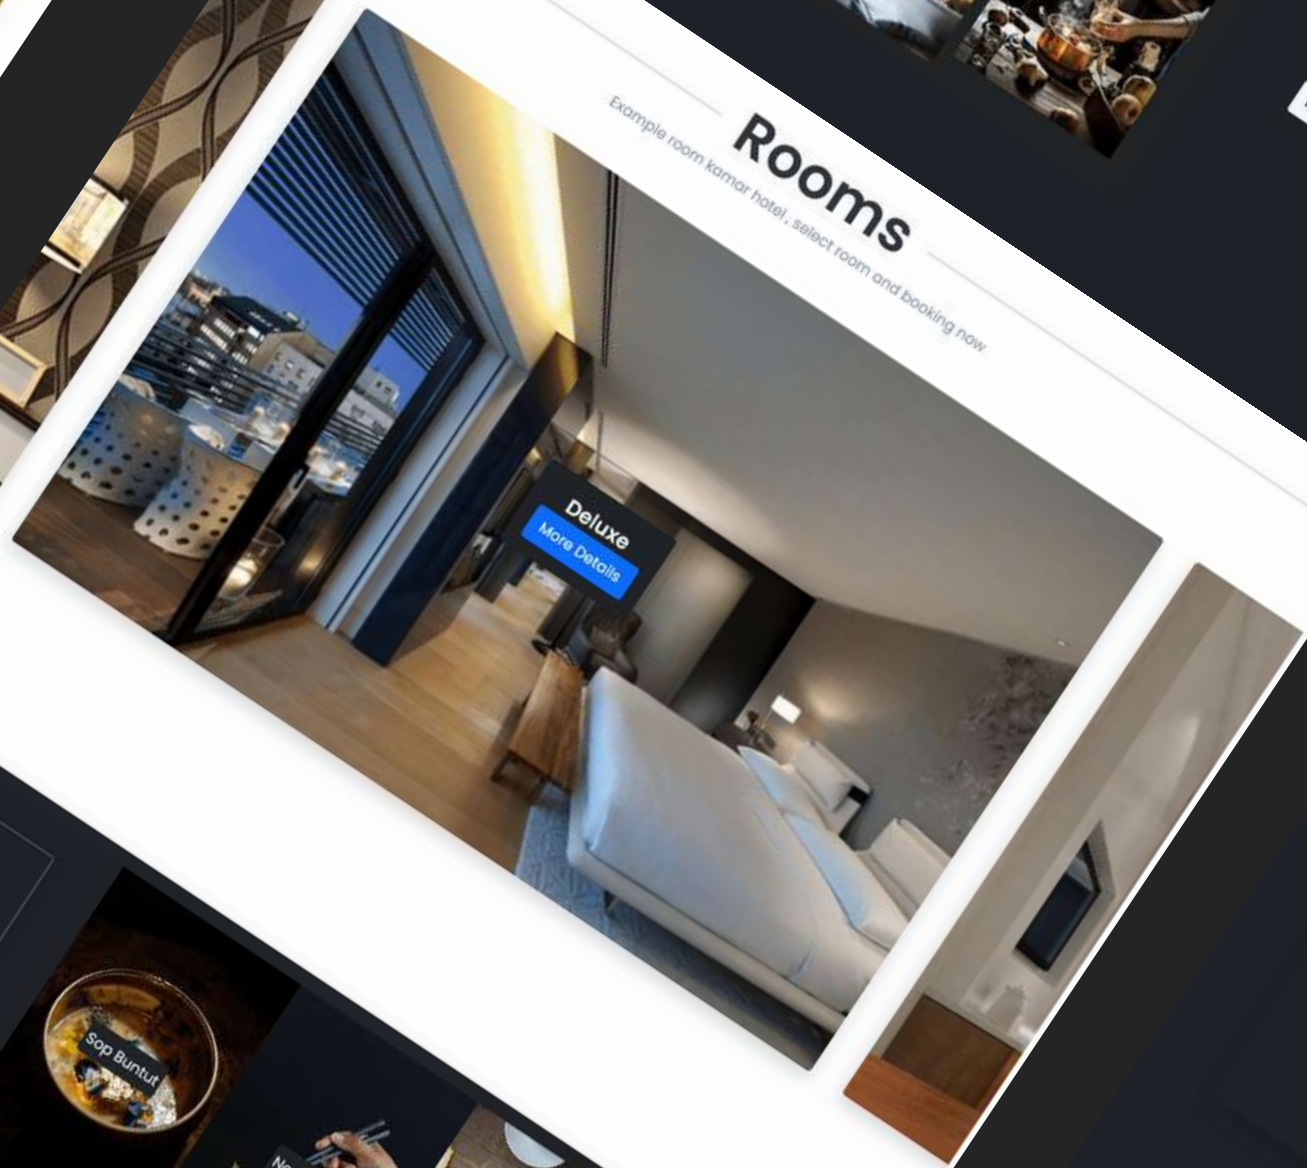 Rooms
Example room kamar hotel, select room and booking now
Deluxe
More Details
Sop Buntut